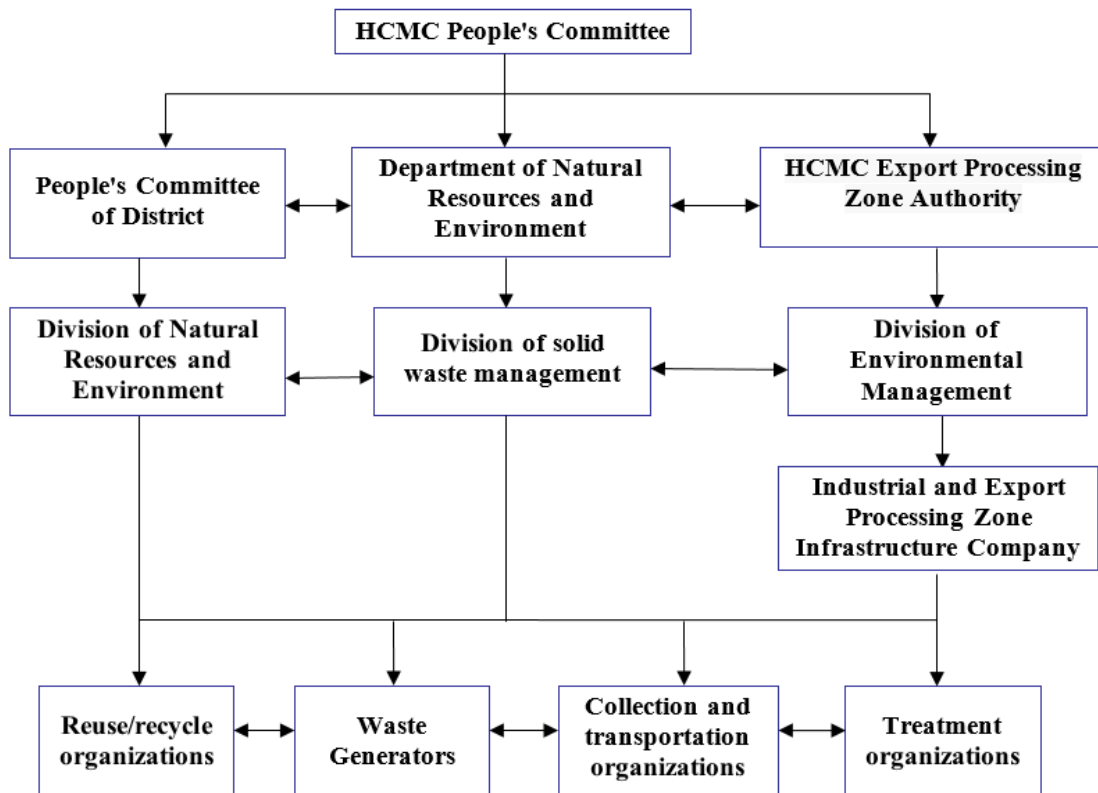 HCMC People's Committee
People's Committee
of District
Department of Natural
Resources and
Environment
HCMC Export Processing
Zone Authority
Division of Natural
Resources and
Environment
Division of solid
waste management
Division of
Environmental
Management
Industrial and Export
Processing Zone
Infrastructure Company
Reuse/recycle
organizations
Waste
Generators
Collection and
transportation
organizations
Treatment
organizations